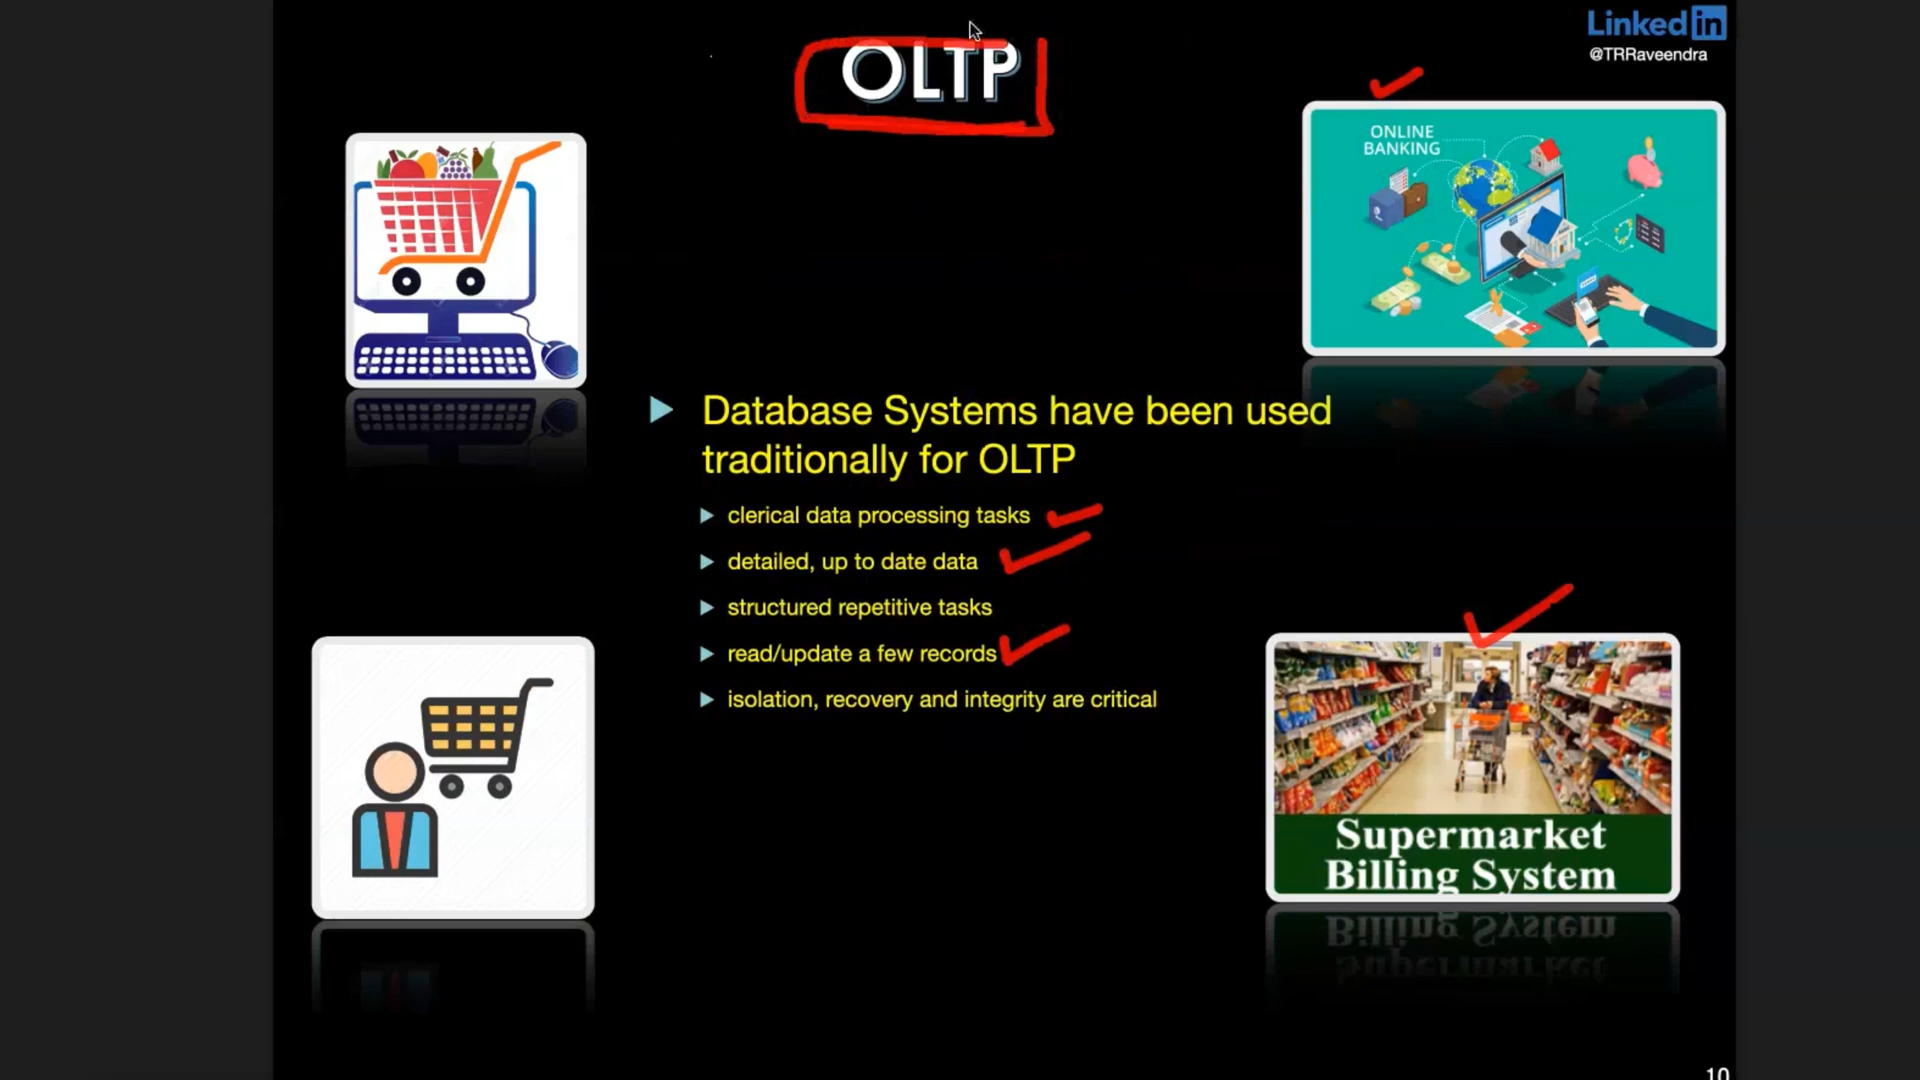 OLTP
Linked in
@TRRaveendra
ONLINE
BANKING
Database Systems have been used
traditionally for OLTP
clerical data processing tasks
detailed, up to date data
structured repetitive tasks
read/update a few records
isolation, recovery and integrity are critical
Supermarket
Billing System
10